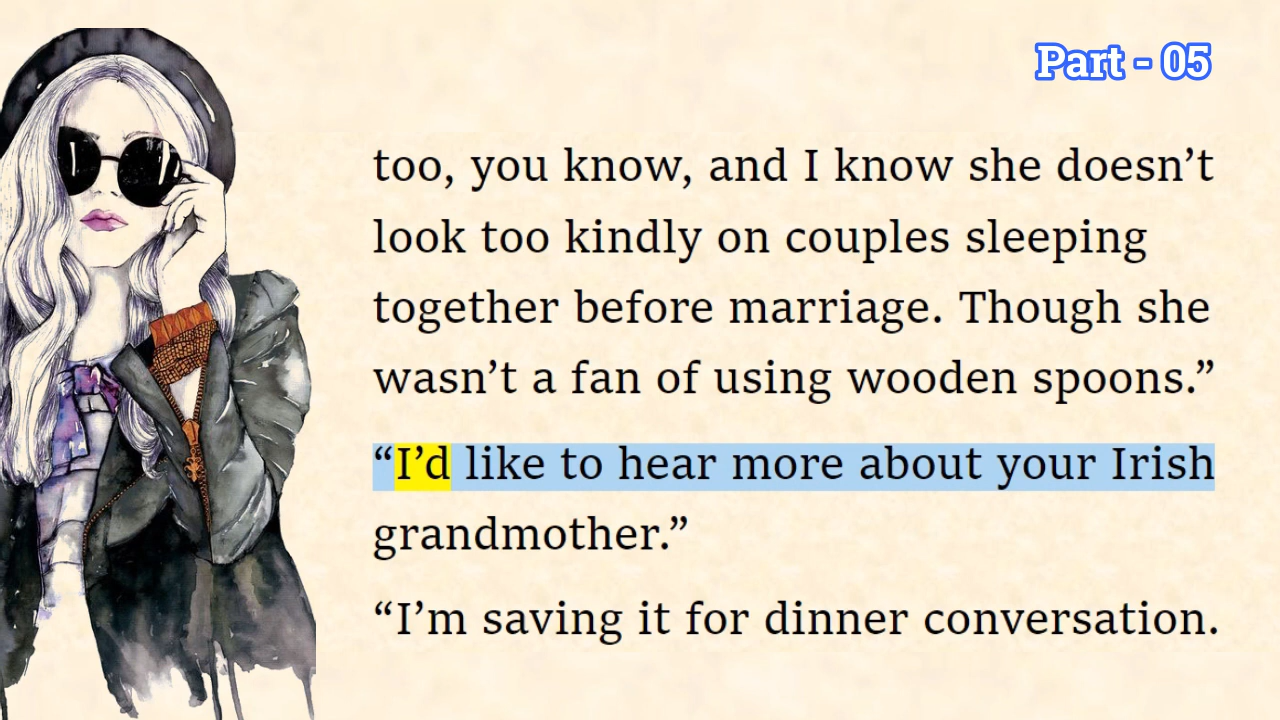 Part - 05
too, you know, and I know she doesn’t
look too kindly on couples sleeping
together before marriage. Though she
wasn’t a fan of using wooden spoons.”
“I’d like to hear more about your Irish
grandmother.”
“I’m saving it for dinner conversation.